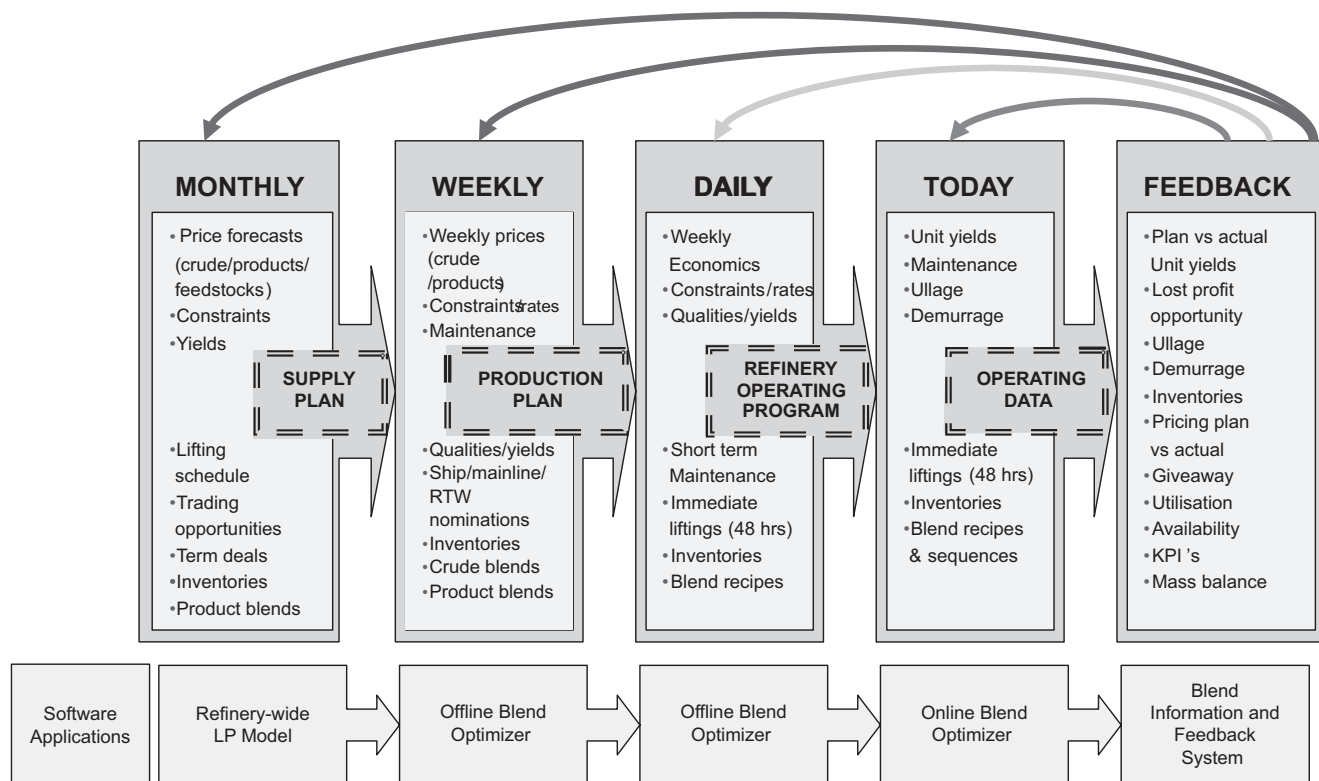 MONTHLY
•Price forecasts
(crude/products/
feedstocks)
•Constraints
•Yields
SUPPLY
PLAN
•Lifting
schedule
•Trading
opportunities
•Term deals
•Inventories
•Product blends
WEEKLY
•Weekly prices
(crude
/products)
•Constraints/rates
•Maintenance
PRODUCTION
PLAN
•Qualities/yields
•Ship/mainline/
RTW
nominations
•Inventories
•Crude blends
•Product blends
DAILY
•Weekly
Economics
•Constraints/rates
•Qualities/yields
REFINERY
OPERATING
PROGRAM
•Short term
Maintenance
•Immediate
liftings (48 hrs)
•Inventories
•Blend recipes
TODAY
•Unit yields
•Maintenance
•Ullage
•Demurrage
OPERATING
DATA
•Immediate
liftings (48 hrs)
•Inventories
•Blend recipes
& sequences
FEEDBACK
•Plan vs actual
Unit yields
•Lost profit
opportunity
•Ullage
•Demurrage
•Inventories
•Pricing plan
vs actual
•Giveaway
•Utilisation
•Availability
•KPI 's
•Mass balance
Software
Applications
Refinery-wide
LP Model
Offline Blend
Optimizer
Offline Blend
Optimizer
Online Blend
Optimizer
Blend
Information and
Feedback
System